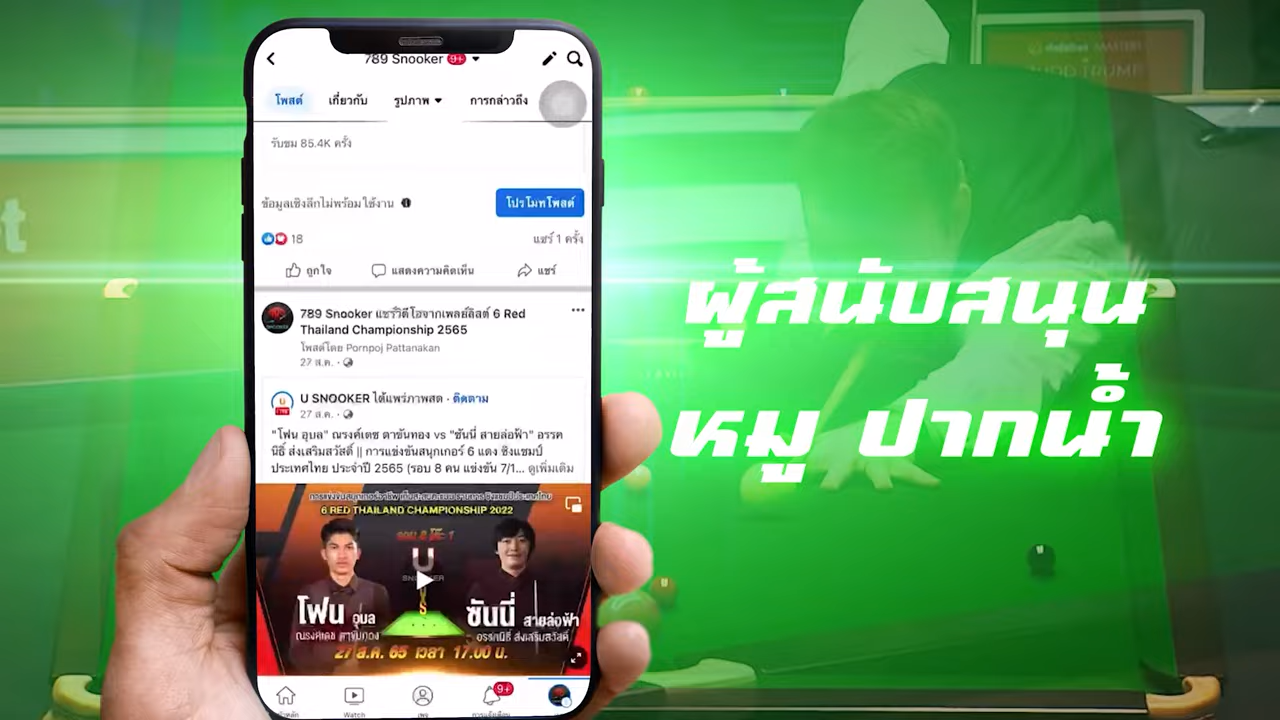 789 Snooker 9+
โพสต์ เกี่ยวกับ รูปภาพ การกล่าวถึง
รับชม 85.4K ครั้ง
ข้อมูลเชิงลึกไม่พร้อมใช้งาน
โปรโมทโพสต์
18
แชร์ 1 ครั้ง
ถูกใจ แสดงความคิดเห็น แชร์
789 Snooker แชร์วิดีโอจากเพลย์ลิสต์ 6 Red
Thailand Championship 2565
โพสต์โดย Pornpoj Pattanakan
27 ส.ค.
U SNOOKER ได้แพร่ภาพสด · ติดตาม
27 ส.ค.
"โฟน อุบล" ณรงค์เดช ตาขันทอง vs "ซันนี่ สายล่อฟ้า" อรรค
นิธิ์ ส่งเสริมสวัสดิ์ || การแข่งขันสนุกเกอร์ 6 แดง ชิงแชมป์
ประเทศไทย ประจำปี 2565 (รอบ 8 คน แข่งขัน 7/1... ดูเพิ่มเติม
6 RED THAILAND CHAMPIONSHIP 2022
U
SNOOKER
VS
โฟน อุบล
ซันนี่ สายล่อฟ้า
27 ส.ค. 65 เวลา 17.00 น.
Watch
9+
ผู้สนับสนุน
หมู ปากน้ำ